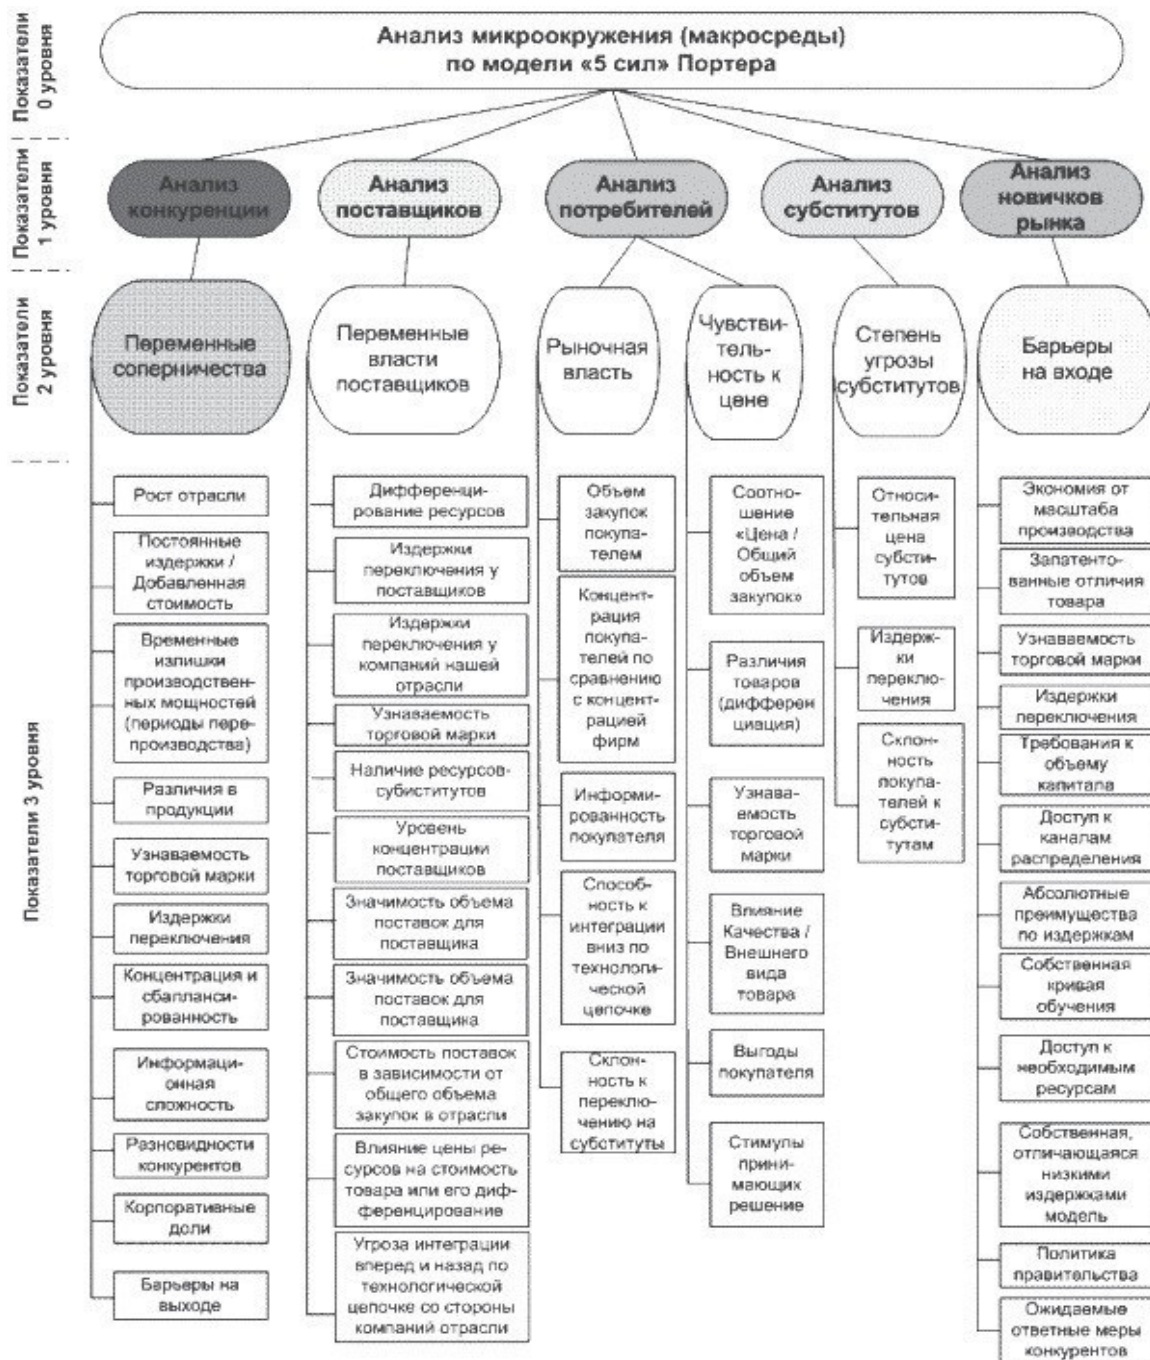 Показатели
0 уровня
Анализ микроокружения (макросреды)
по модели «5 сил» Портера
Показатели
1 уровня
Анализ
конкуренции
Анализ
поставщиков
Анализ
потребителей
Анализ
субститутов
Анализ
новичков
рынка
Показатели
2 уровня
Переменные
соперничества
Переменные
власти
поставщиков
Рыночная
власть
Чувстви-
тель-
ность к
цене
Степень
угрозы
субститутов
Барьеры
на входе
Показатели 3 уровня
Рост отрасли
Постоянные
издержки /
Добавленная
стоимость
Временные
излишки
производствен-
ных мощностей
(периоды пере-
производства)
Различия в
продукции
Узнаваемость
торговой марки
Издержки
переключения
Концентрация и
сбаплансi-
рованность
Информаци-
онная
сложность
Разновидности
конкурентов
Корпоративные
доли
Барьеры на
выходе
Дифференци-
рование ресурсов
Издержки
переключения у
поставщиков
Издержки
переключения у
компаний нашей
отрасли
Узнаваемость
торговой марки
Наличие ресурсов-
субиститутов
Уровень
концентрации
поставщиков
Значимость объема
поставок для
поставщика
Значимость объема
поставок для
поставщика
Стоимость поставок
в зависимости от
общего объема
закупок в отрасли
Влияние цены ре-
сурсов на стоимость
товара или его диф-
ференцирование
Угроза интеграции
вперед и назад по
технологической
цепочке со стороны
компаний отрасли
Объем
закупок
покупа-
телем
Концент-
рация
покупа-
телей по
сравнению
с концент-
рацией
фирм
Информи-
рованность
покупателя
Способ-
ность к
интеграции
вниз по
техноло-
гической
цепочке
Склон-
ность к
переклю-
чению на
субституты
Соотно-
шение
«Цена /
Общий
объем
закупок»
Различия
товаров
(дифферен
циация)
Узнава-
емость
торговой
марки
Влияние
Качества /
Внешнего
вида
товара
Выгоды
покупателя
Стимулы
прини-
мающих
решение
Относи-
тельная
цена
субсти-
тутов
Издерж-
ки
переклю-
чения
Склон-
ность
покупа-
телей к
субсти-
тутам
Экономия от
масштаба
производства
Запатенто-
ванные отличия
товара
Узнаваемость
торговой марки
Издержки
переключения
Требования к
объему
капитала
Доступ к
каналам
распределения
Абсолютные
преимущества
по издержкам
Собственная
кривая
обучения
Доступ к
необходимым
ресурсам
Собственная,
отличающаяся
низкими
издержками
модель
Политика
правительства
Ожидаемые
ответные меры
конкурентов